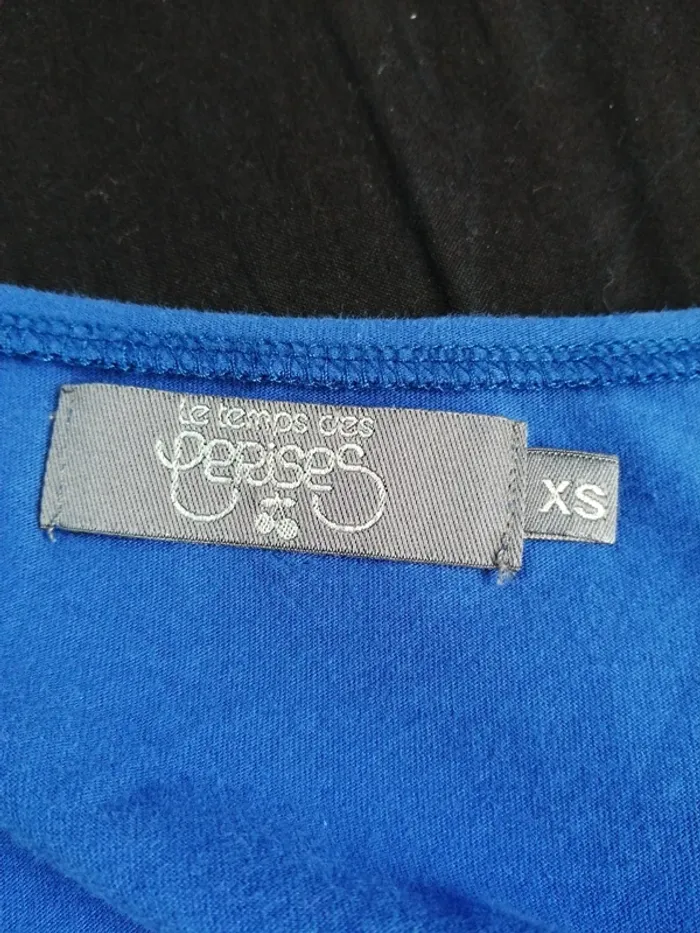 Le temps des
cerises
XS